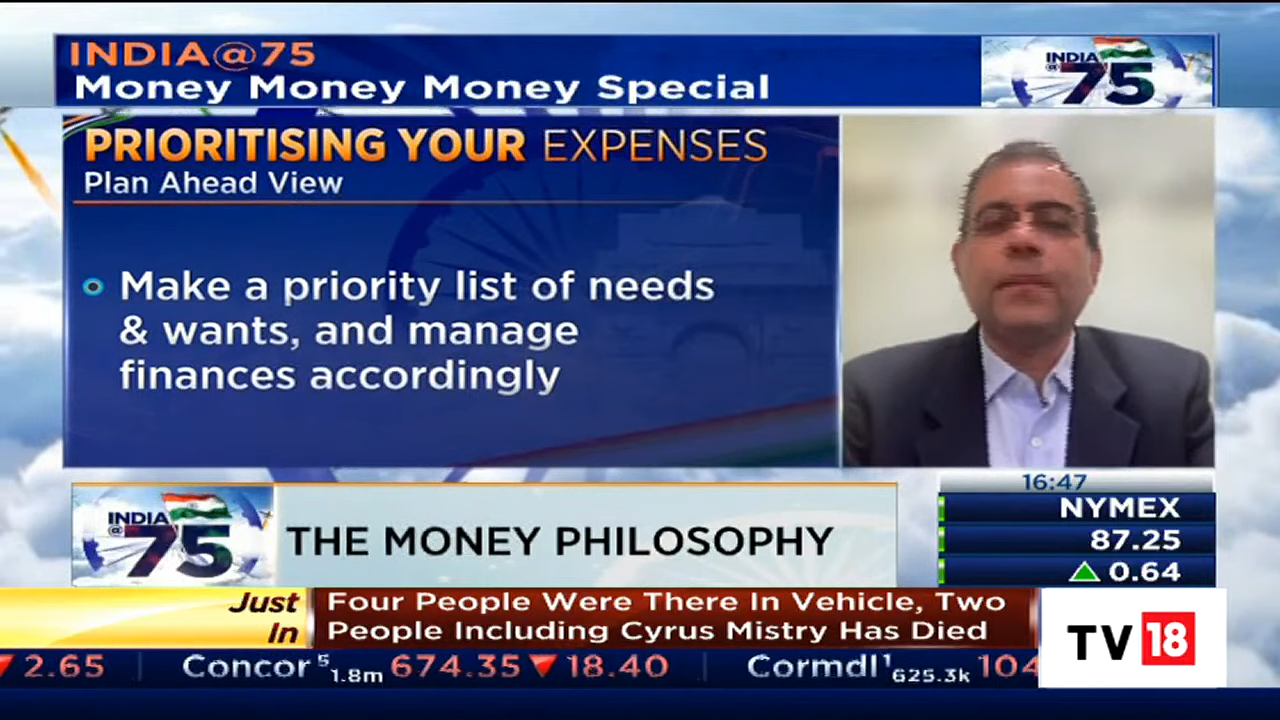 INDIA@75
Money Money Money Special
INDIA
@
75
PRIORITISING YOUR EXPENSES
Plan Ahead View
Make a priority list of needs
& wants, and manage
finances accordingly
INDIA
@
75
THE MONEY PHILOSOPHY
16:47
NYMEX
87.25
0.64
Just
In
Four People Were There In Vehicle, Two
People Including Cyrus Mistry Has Died
2.65 Concor 5 1.8m 674.35 18.40 Cormdl 1 625.3k 104
TV18